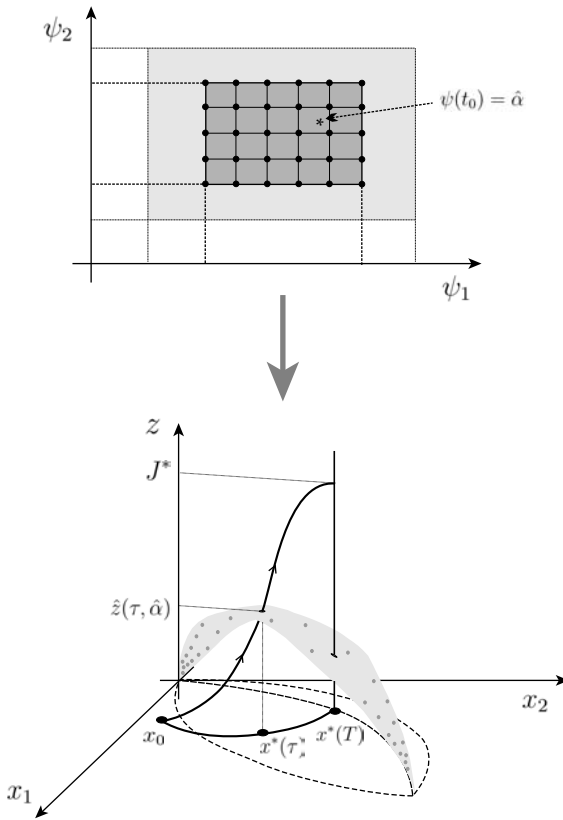 ψ₂
ψ(t₀) = α̂
*
ψ₁
z
J*
ẑ(τ, α̂)
x₂
x₀
x*(τ)
x*(T)
x₁